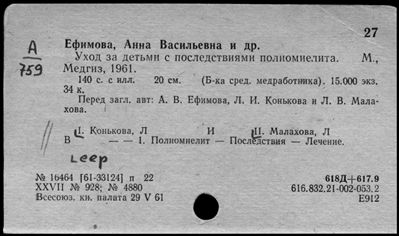 27
А
759
Ефимова, Анна Васильевна и др.
Уход за детьми с последствиями полиомиелита. М.,
Медгиз, 1961.
140 с. с илл. 20 см. (Б-ка сред. медработника). 15.000 экз.
34 к.
Перед загл. авт: А. В. Ефимова, Л. И. Конькова и Л. В. Мала-
хова.
I. Конькова, Л И II. Малахова, Л
В — — 1. Полиомиелит — Последствия — Лечение.
№ 16464 [61-33124] п 22 618Д+617.9
XXVII № 928; № 4880 616.832.21-002-053.2
Всесоюз. кн. палата 29 V 61 Е912